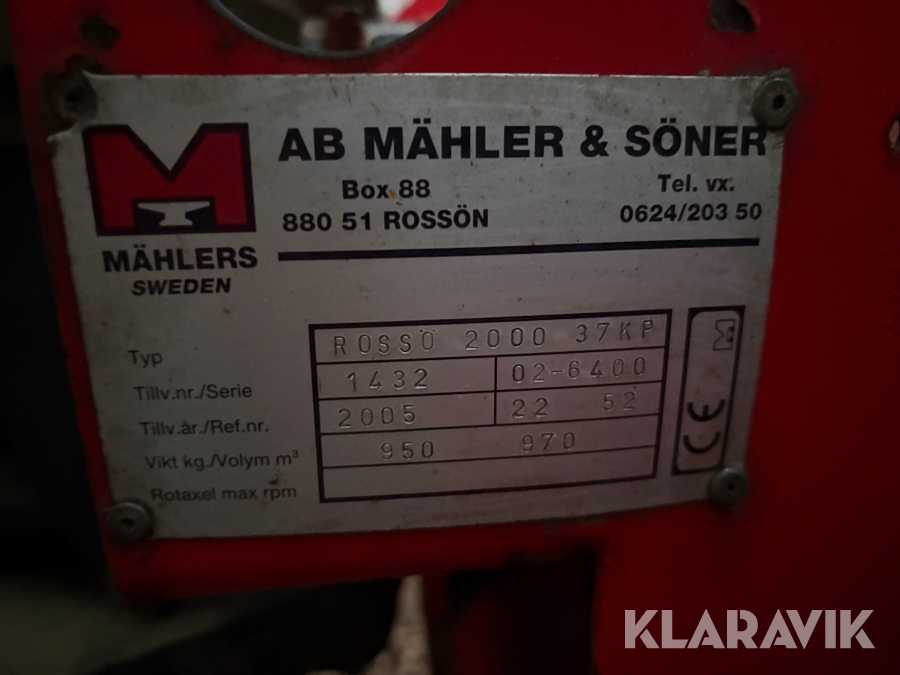 AB MÄHLER & SÖNER
Box 88
Tel. vx.
880 51 ROSSÖN
0624/203 50
M
MÄHLERS
SWEDEN
Typ ROSSÖ 2000 37KP
Tillv.nr./Serie 1432 02-6400
Tillv.år./Ref.nr. 2005 22 52
Vikt kg./Volym m³ 950 970
Rotaxel max rpm
CE
KLARAVIK